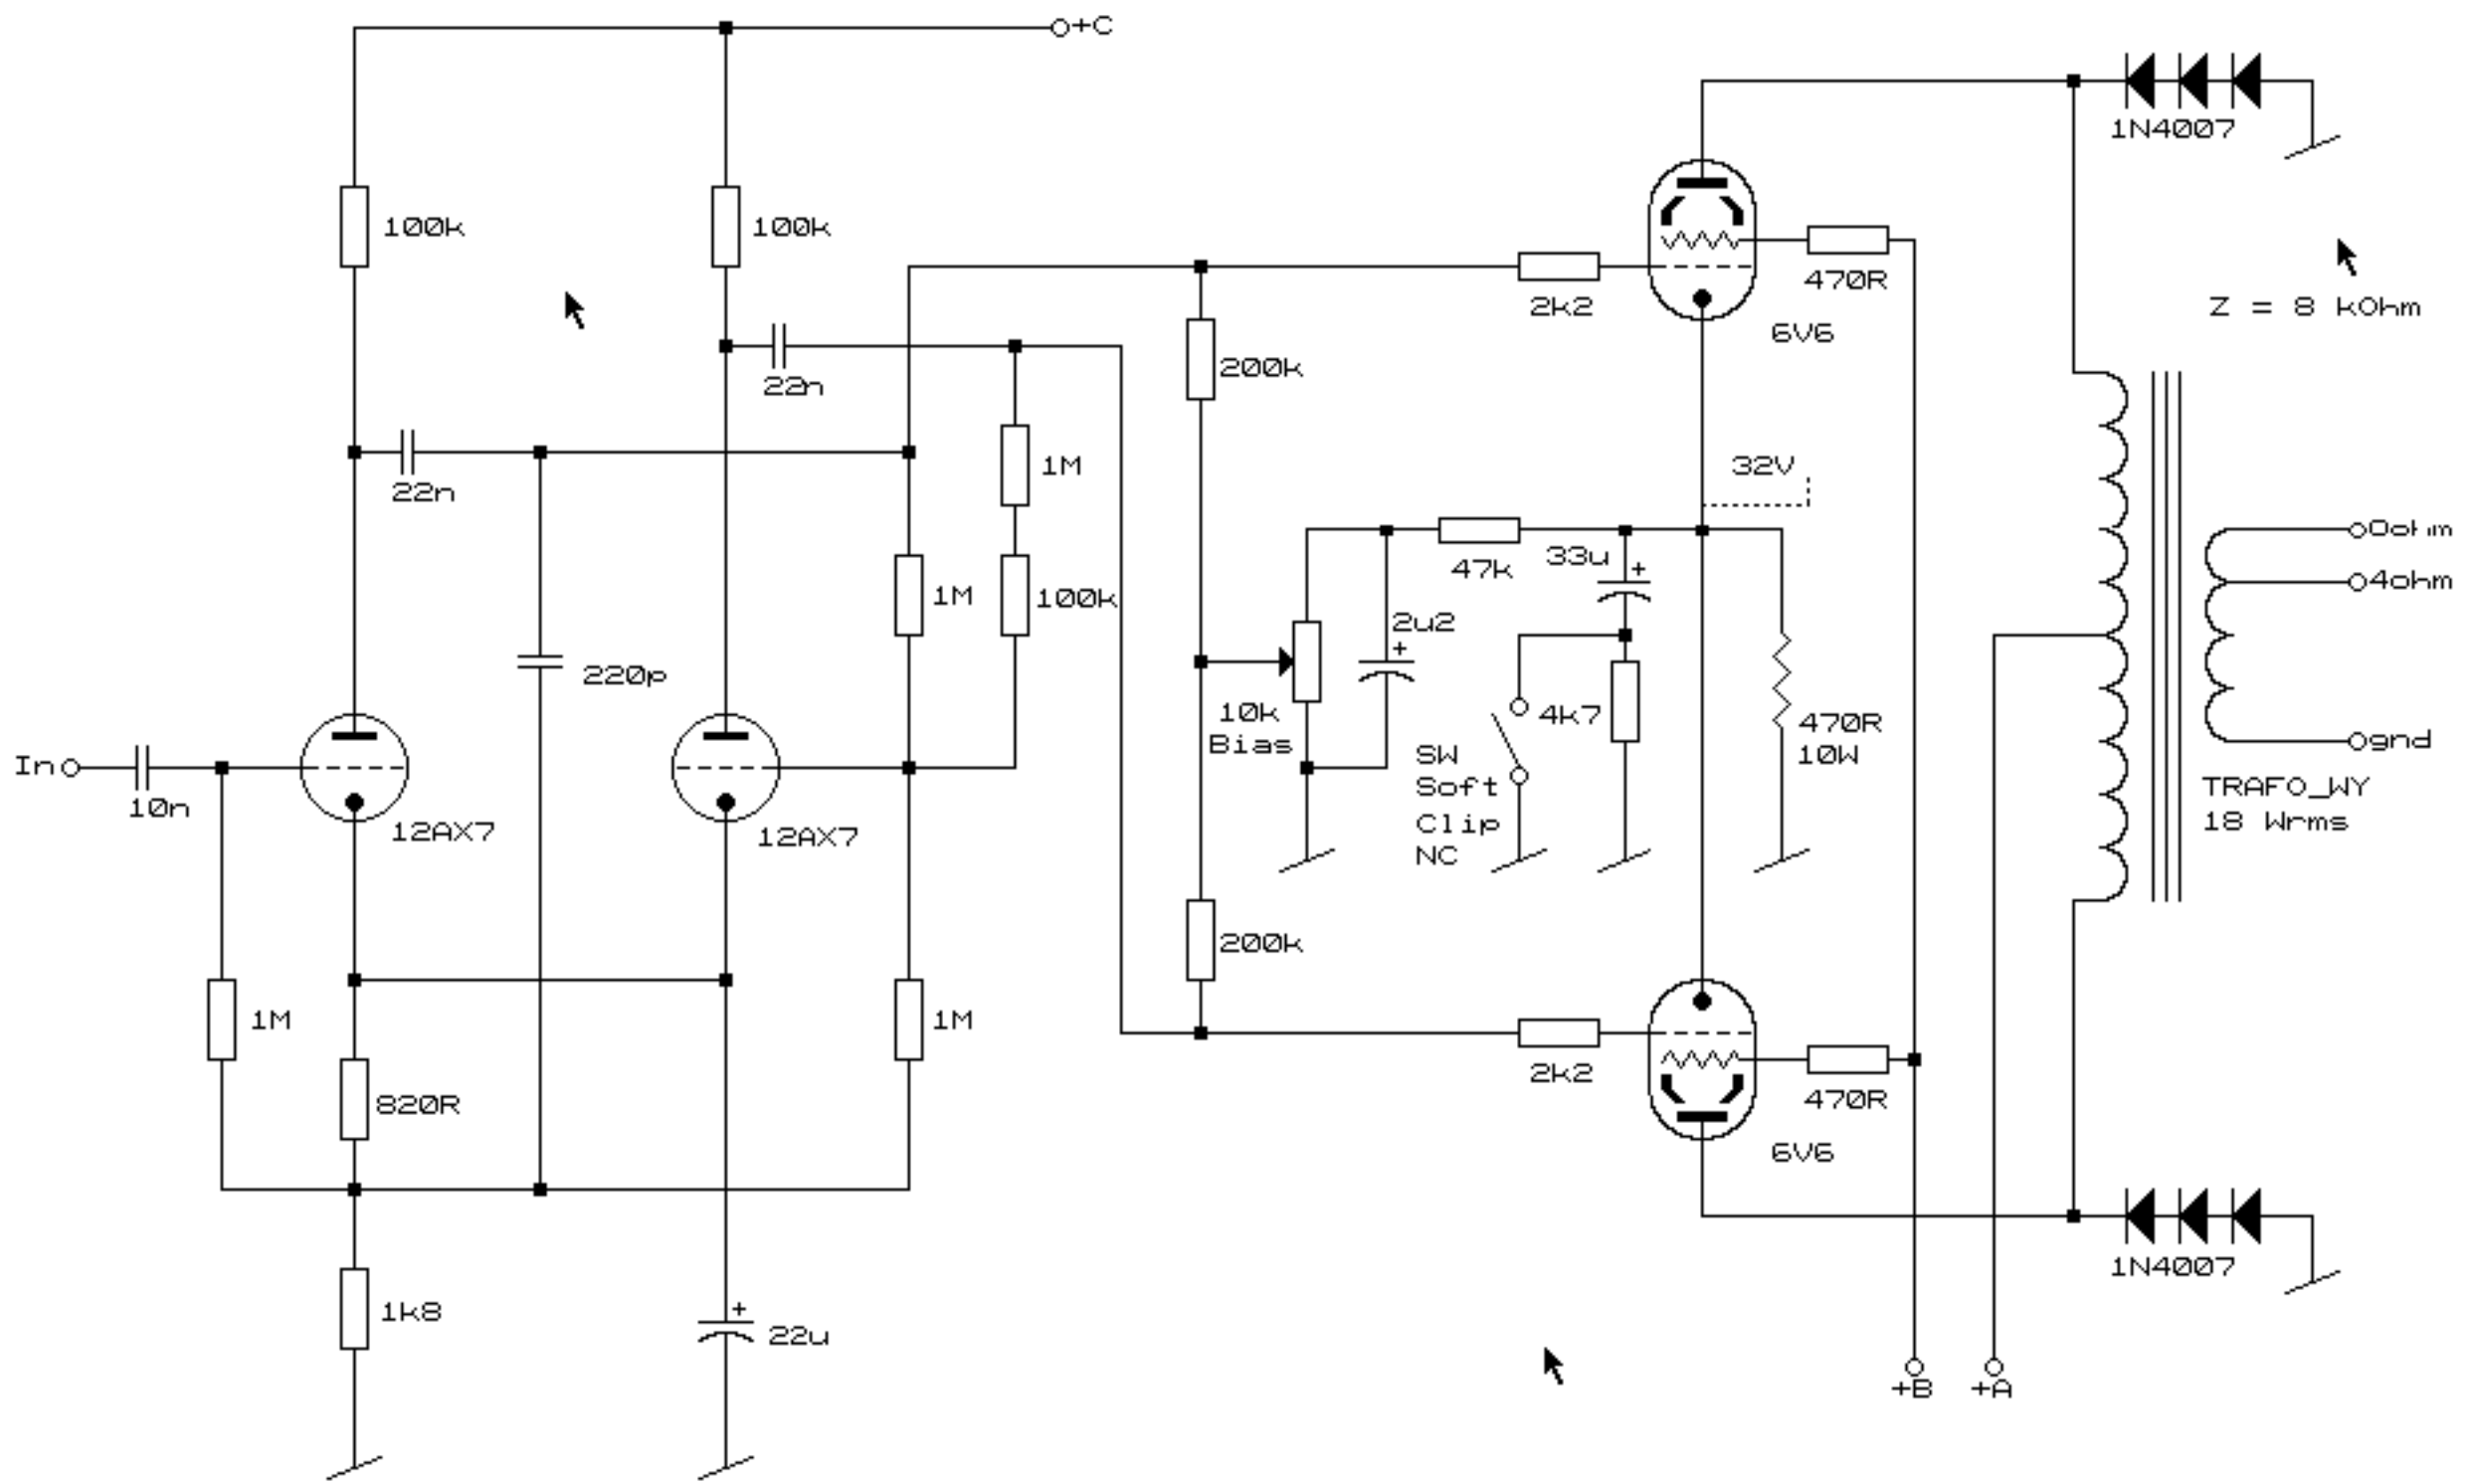 +C
1N4007
100k
100k
470R
2k2
Z = 8 kOhm
6V6
200k
22n
32V
1M
22n
0ohm
33u
47k
4ohm
1M
100k
2u2
220p
10k
Bias
4k7
470R
10W
SW
Soft
Clip
NC
gnd
In
10n
12AX7
12AX7
TRAFO_WY
18 Wrms
200k
1M
1M
2k2
470R
820R
6V6
1N4007
1k8
+
22u
+
+
+B
+A